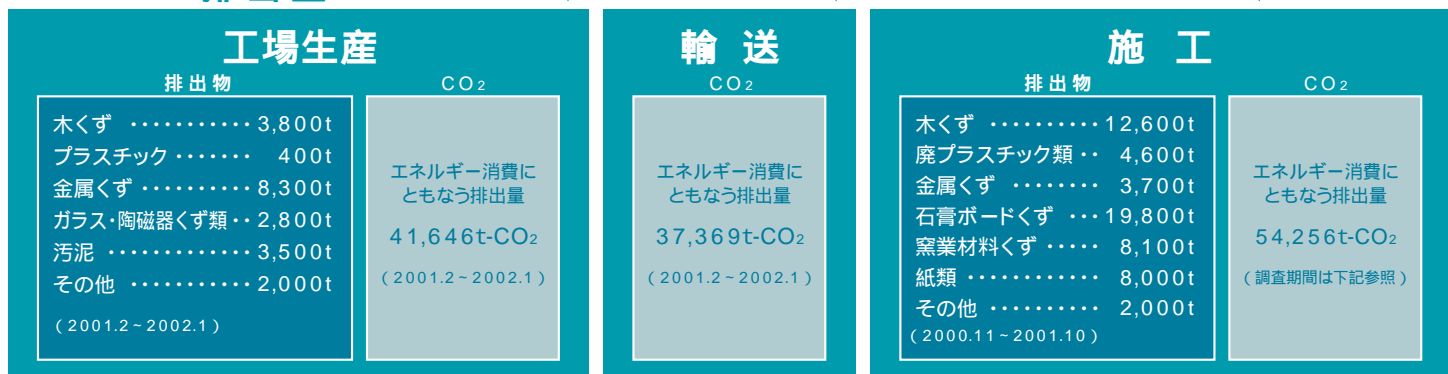 工場生産
排出物
CO2
木くず ・・・・・・・・・・・ 3,800t
プラスチック ・・・・・・・ 400t
金属くず ・・・・・・・・・・ 8,300t
ガラス・陶磁器くず類 ・・ 2,800t
汚泥 ・・・・・・・・・・・・ 3,500t
その他 ・・・・・・・・・・・ 2,000t
(2001.2~2002.1)
エネルギー消費に
ともなう排出量
41,646t-CO2
(2001.2~2002.1)
輸送
CO2
エネルギー消費に
ともなう排出量
37,369t-CO2
(2001.2~2002.1)
施工
排出物
CO2
木くず ・・・・・・・・・・ 12,600t
廃プラスチック類 ・・ 4,600t
金属くず ・・・・・・・・ 3,700t
石膏ボードくず ・・・ 19,800t
窯業材料くず ・・・・・ 8,100t
紙類 ・・・・・・・・・・・・ 8,000t
その他 ・・・・・・・・・・ 2,000t
(2000.11~2001.10)
エネルギー消費に
ともなう排出量
54,256t-CO2
(調査期間は下記参照)